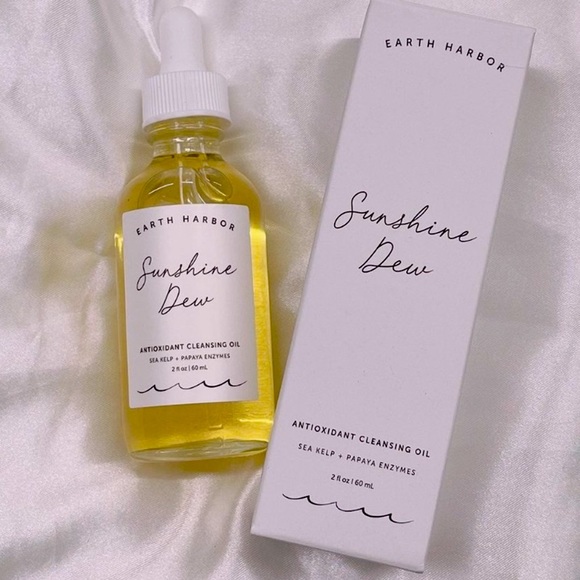 EARTH HARBOR
Sunshine
Dew
ANTIOXIDANT CLEANSING OIL
SEA KELP + PAPAYA ENZYMES
2 fl oz | 60 mL
EARTH HARBOR
Sunshine
Dew
ANTIOXIDANT CLEANSING OIL
SEA KELP + PAPAYA ENZYMES
2 fl oz | 60 mL